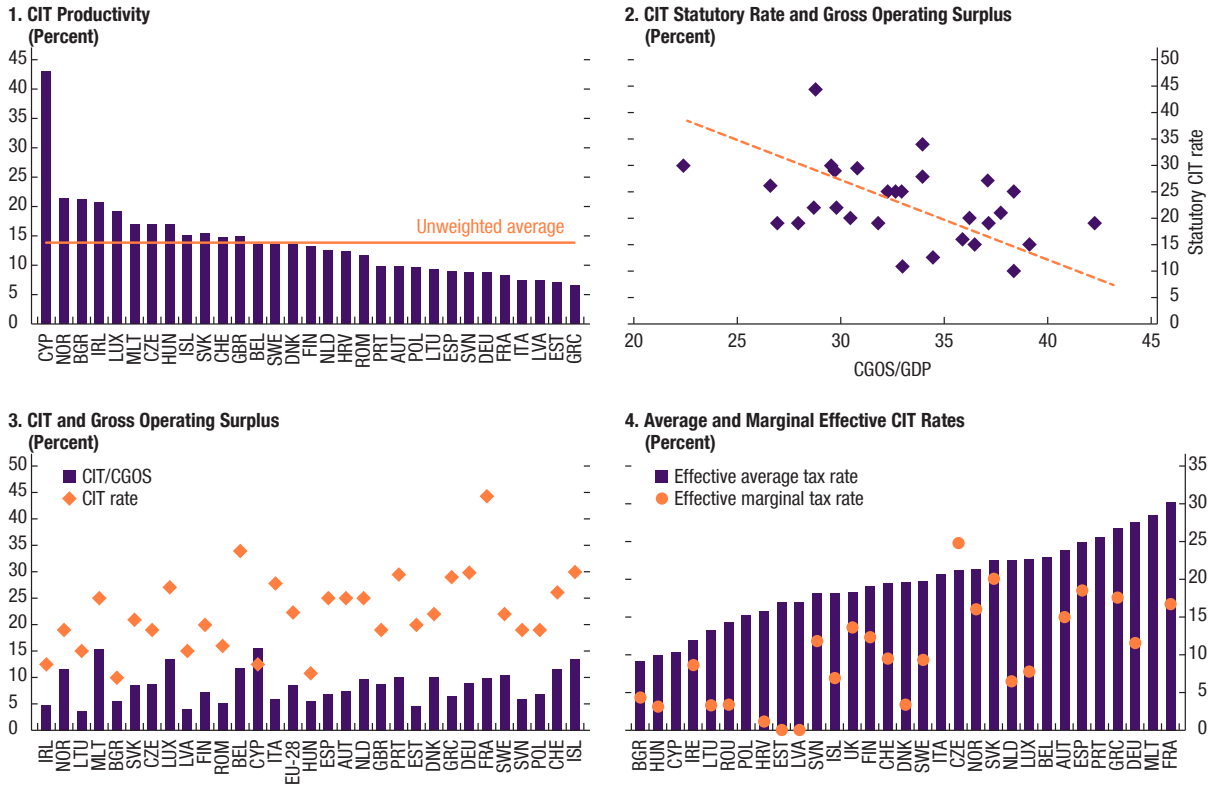 1. CIT Productivity
(Percent)
45
40
35
30
25
20
15
10
5
0
Unweighted average
CYP NOR BGR IRL LUX MLT CZE HUN ISL SVK CHE GBR BEL SWE DNK FIN NLD HRV ROM PRT AUT POL LTU ESP SVN DEU FRA ITA LVA EST GRC
2. CIT Statutory Rate and Gross Operating Surplus
(Percent)
50
45
40
35
30
25
20
15
10
5
0
Statutory CIT rate
20 25 30 35 40 45
CGOS/GDP
3. CIT and Gross Operating Surplus
(Percent)
50
45
40
35
30
25
20
15
10
5
0
CIT/CGOS
CIT rate
IRL NOR LTU MLT BGR SVK CZE LUX LVA FIN ROM BEL CYP ITA EU-28 HUN ESP AUT NLD GBR PRT EST DNK GRC DEU FRA SWE SVN POL CHE ISL
4. Average and Marginal Effective CIT Rates
(Percent)
35
30
25
20
15
10
5
0
Effective average tax rate
Effective marginal tax rate
BGR HUN CYP IRE LTU ROU POL HRV EST LVA SVN ISL UK FIN CHE DNK SWE ITA CZE NOR SVK NLD LUX BEL AUT ESP PRT GRC DEU MLT FRA